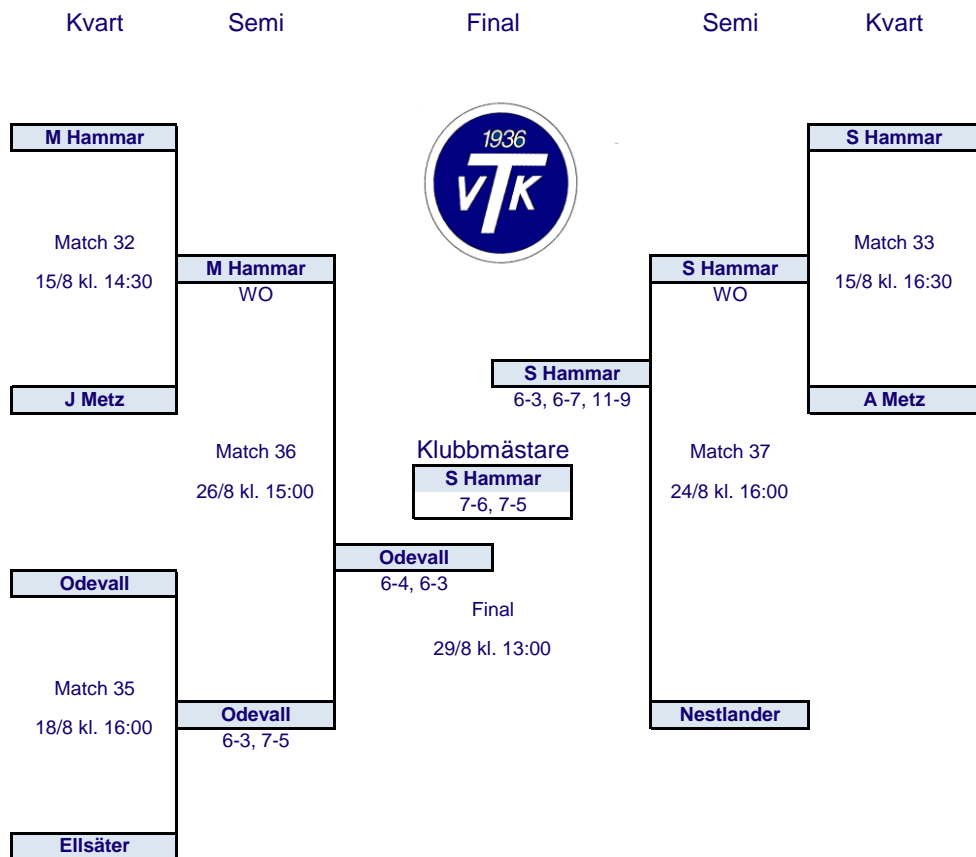 Kvart Semi Final Semi Kvart
1936
VTK
M Hammar
S Hammar
Match 32
15/8 kl. 14:30
M Hammar
WO
S Hammar
WO
Match 33
15/8 kl. 16:30
J Metz
S Hammar
6-3, 6-7, 11-9
A Metz
Match 36
26/8 kl. 15:00
Klubbmästare
S Hammar
7-6, 7-5
Match 37
24/8 kl. 16:00
Odevall
Odevall
6-4, 6-3
Final
29/8 kl. 13:00
Match 35
18/8 kl. 16:00
Odevall
6-3, 7-5
Nestlander
Ellsäter